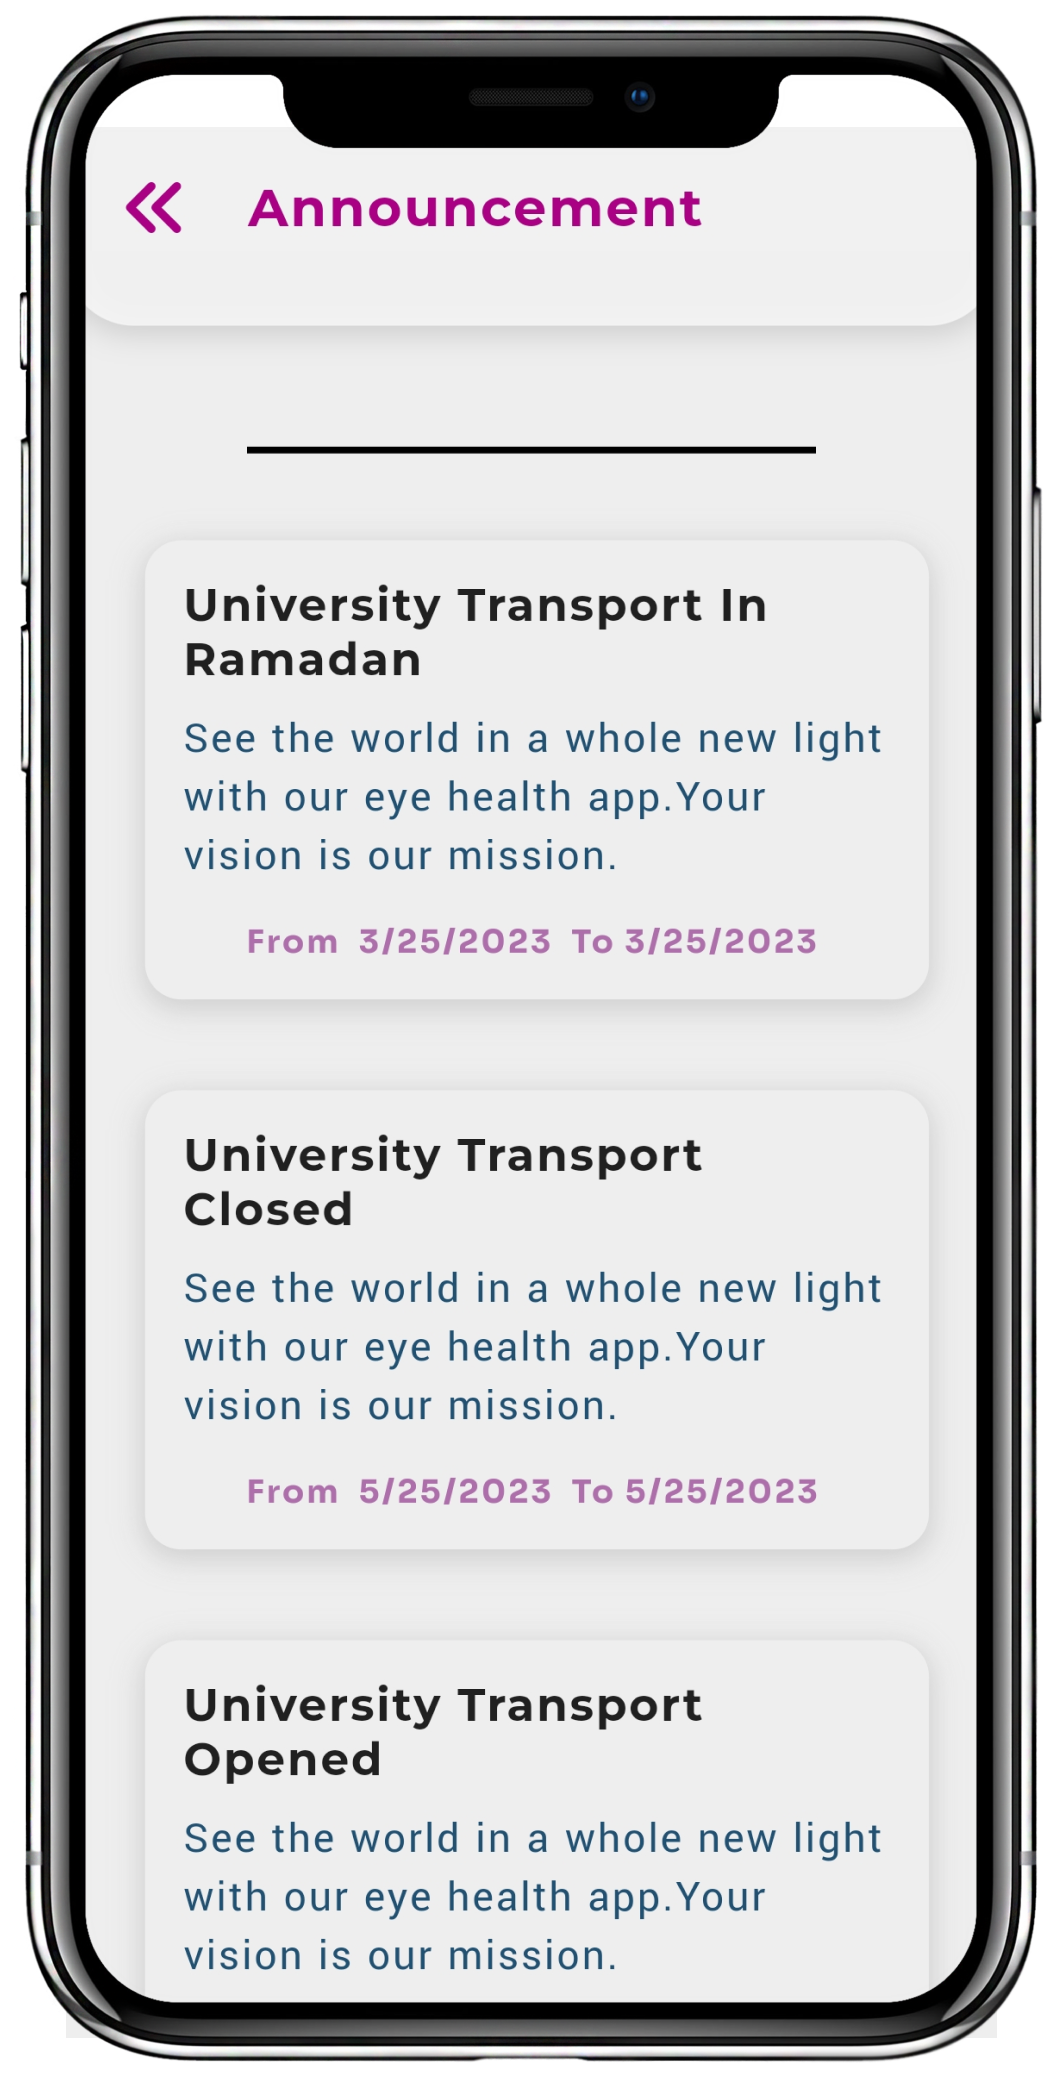 Announcement
University Transport In
Ramadan
See the world in a whole new light
with our eye health app.Your
vision is our mission.
From 3/25/2023 To 3/25/2023
University Transport
Closed
See the world in a whole new light
with our eye health app.Your
vision is our mission.
From 5/25/2023 To 5/25/2023
University Transport
Opened
See the world in a whole new light
with our eye health app.Your
vision is our mission.